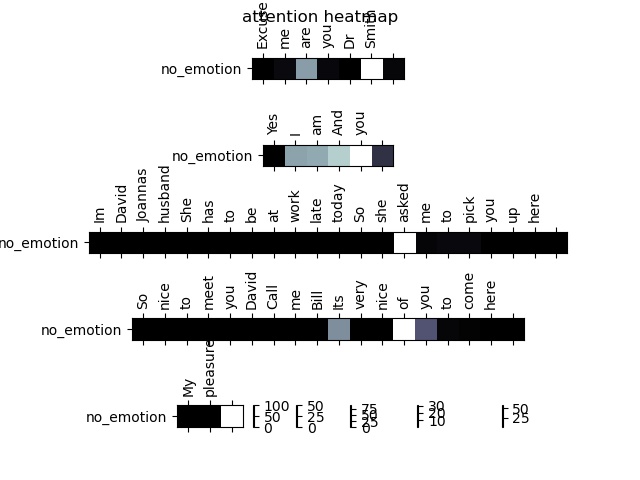 attention heatmap
Excuse me are you Dr Smith
no_emotion
Yes I am And you
no_emotion
Im David Joannas husband She has to be at work late today So she asked me to pick you up here
no_emotion
So nice to meet you David Call me Bill Its very nice of you to come here
no_emotion
My pleasure
no_emotion
100 50 75 30 50
50 25 50 20 25
0 0 25 10
0